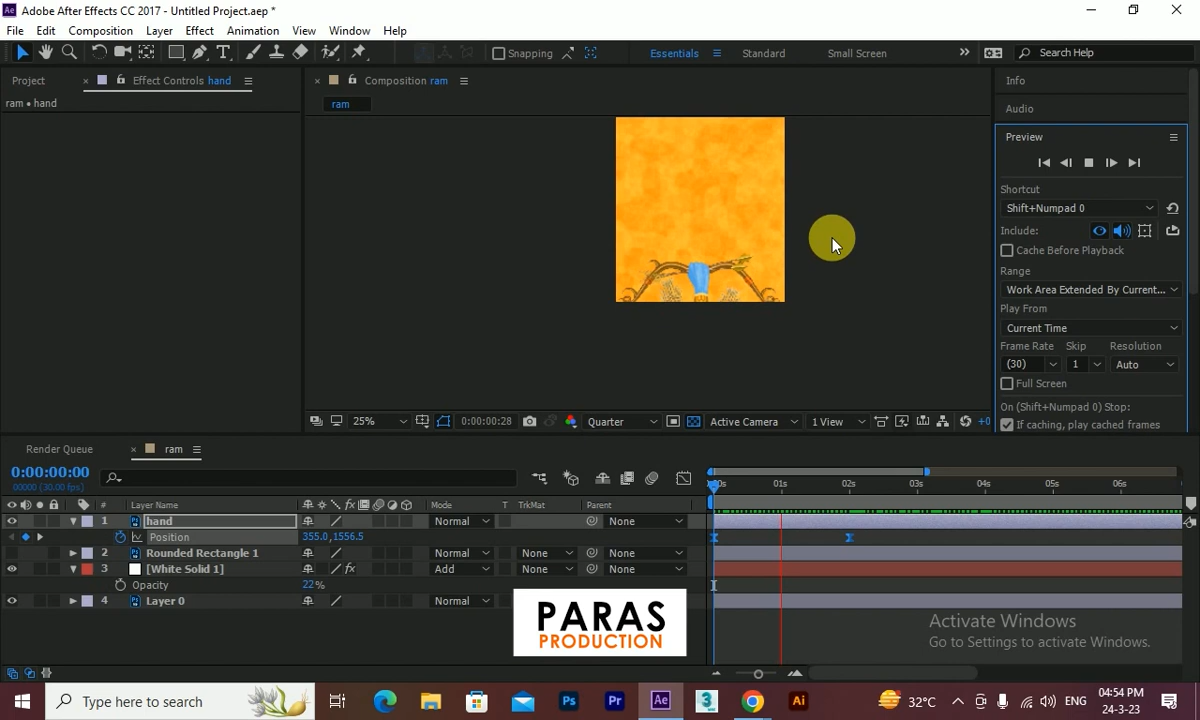 Adobe After Effects CC 2017 - Untitled Project.aep *
File Edit Composition Layer Effect Animation View Window Help
Snapping Essentials Standard Small Screen Search Help
Project Effect Controls hand Composition ram Info
ram • hand ram Audio
Preview
Shortcut
Shift+Numpad 0
Include:
Cache Before Playback
Range
Work Area Extended By Current...
Play From
Current Time
Frame Rate Skip Resolution
(30) 1 Auto
Full Screen
On (Shift+Numpad 0) Stop:
If caching, play cached frames
25% 0:00:00:28 Quarter Active Camera 1 View +0
Render Queue ram
0:00:00:00
00000 (30.00 fps)
:00s 01s 02s 03s 04s 05s 06s
# Layer Name Mode T TrkMat Parent
1 hand Normal None
Position 355.0,1556.5
2 Rounded Rectangle 1 Normal None None
3 [White Solid 1] Add None None
Opacity 22%
4 Layer 0 Normal
PARAS
PRODUCTION
Activate Windows
Go to Settings to activate Windows.
Type here to search 32°C ENG 04:54 PM
24-3-23